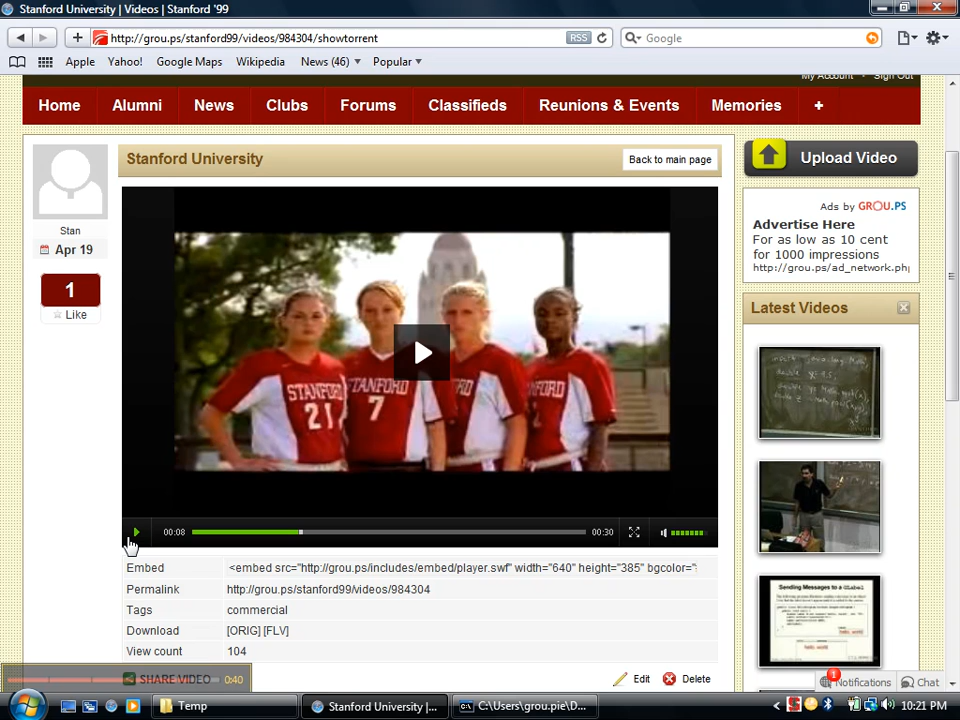 Stanford University | Videos | Stanford '99
http://grou.ps/stanford99/videos/984304/showtorrent
RSS
Google
Apple Yahoo! Google Maps Wikipedia News (46) Popular
My Account Sign Out
Home Alumni News Clubs Forums Classifieds Reunions & Events Memories +
Stan
Apr 19
1
Like
Stanford University
Back to main page
STANFORD
21
STANFORD
7
00:08
00:30
Embed <embed src="http://grou.ps/includes/embed/player.swf" width="640" height="385" bgcolor="
Permalink http://grou.ps/stanford99/videos/984304
Tags commercial
Download [ORIG] [FLV]
View count 104
SHARE VIDEO 0:40
Edit Delete
Upload Video
Ads by GROU.PS
Advertise Here
For as low as 10 cent
for 1000 impressions
http://grou.ps/ad_network.php
Latest Videos
Sending Messages to a GLabel
hello, world
1
Notifications Chat
Temp
Stanford University |...
C:\Users\grou.pie\D...
10:21 PM